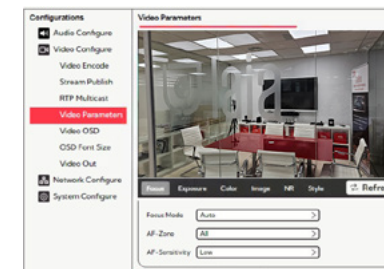 Configurations
Video Parameters
Audio Configure
Video Configure
Video Encode
Stream Publish
RTP Multicast
Video Parameters
Video OSD
OSD Font Size
Video Out
Network Configure
System Configure
Focus Exposure Color Image NR Style
Focus Mode Auto
AF-Zone All
AF-Sensitivity Low